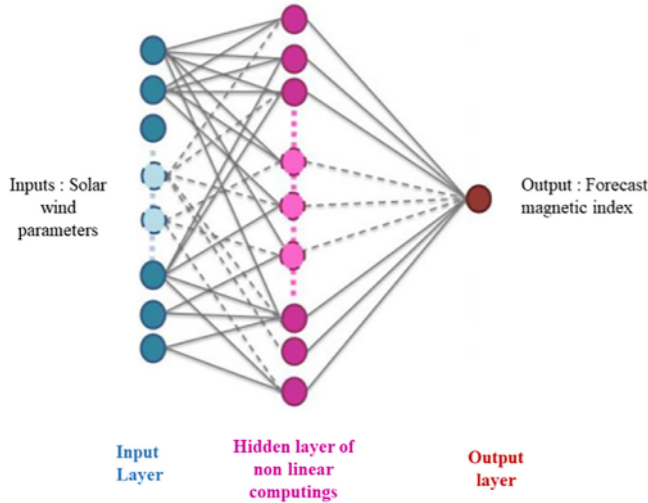 Inputs : Solar
wind
parameters
Output : Forecast
magnetic index
Input
Layer
Hidden layer of
non linear
computings
Output
layer